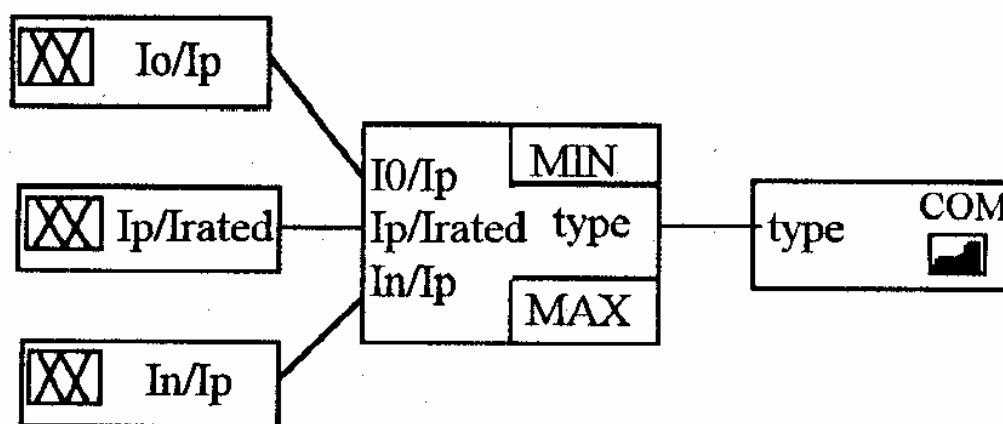 Io/Ip
Ip/Irated
In/Ip
I0/Ip
Ip/Irated
In/Ip
MIN
type
MAX
type
COM